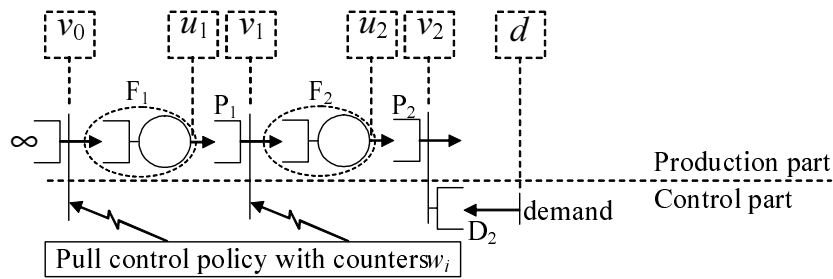 v0 u1 v1 u2 v2 d
F1 P1 F2 P2
∞
Production part
Control part
demand
D2
Pull control policy with counters wi